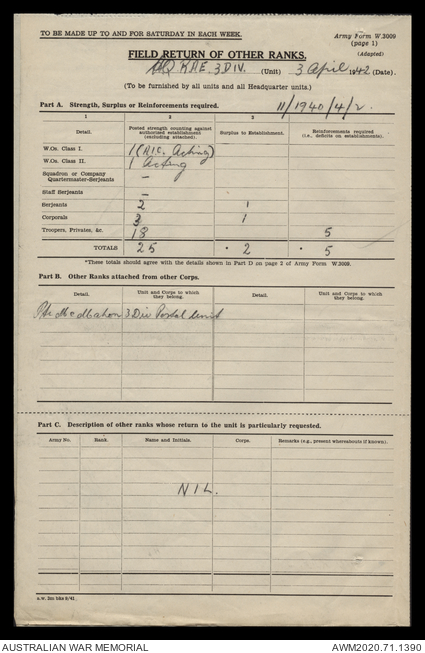 TO BE MADE UP TO AND FOR SATURDAY IN EACH WEEK.
Army Form W.3009
(page 1)
(Adapted)
FIELD RETURN OF OTHER RANKS.
HQ RAE 3 DIV. (Unit) 3 April 1942 (Date).
(To be furnished by all units and all Headquarter units.)
Part A. Strength, Surplus or Reinforcements required. 11/1940/4/2.
1 2 3
Detail. Posted strength counting against authorised establishment (excluding attached). Surplus to Establishment. Reinforcements required (i.e., deficits on establishments).
W.Os. Class I. 1 (A.I.C. Acting)
W.Os. Class II. 1 Acting
Squadron or Company Quartermaster-Serjeants —
Staff Serjeants —
Serjeants 2 1
Corporals 3 1
Troopers, Privates, &c. 18 5
TOTALS 25 * 2 * 5
*These totals should agree with the details shown in Part D on page 2 of Army Form W.3009.
Part B. Other Ranks attached from other Corps.
Detail. Unit and Corps to which they belong. Detail. Unit and Corps to which they belong.
Pte McMahon 3 Div Postal Unit
Part C. Description of other ranks whose return to the unit is particularly requested.
Army No. Rank. Name and Initials. Corps. Remarks (e.g., present whereabouts if known).
NIL.
AUSTRALIAN WAR MEMORIAL
AWM2020.71.1390